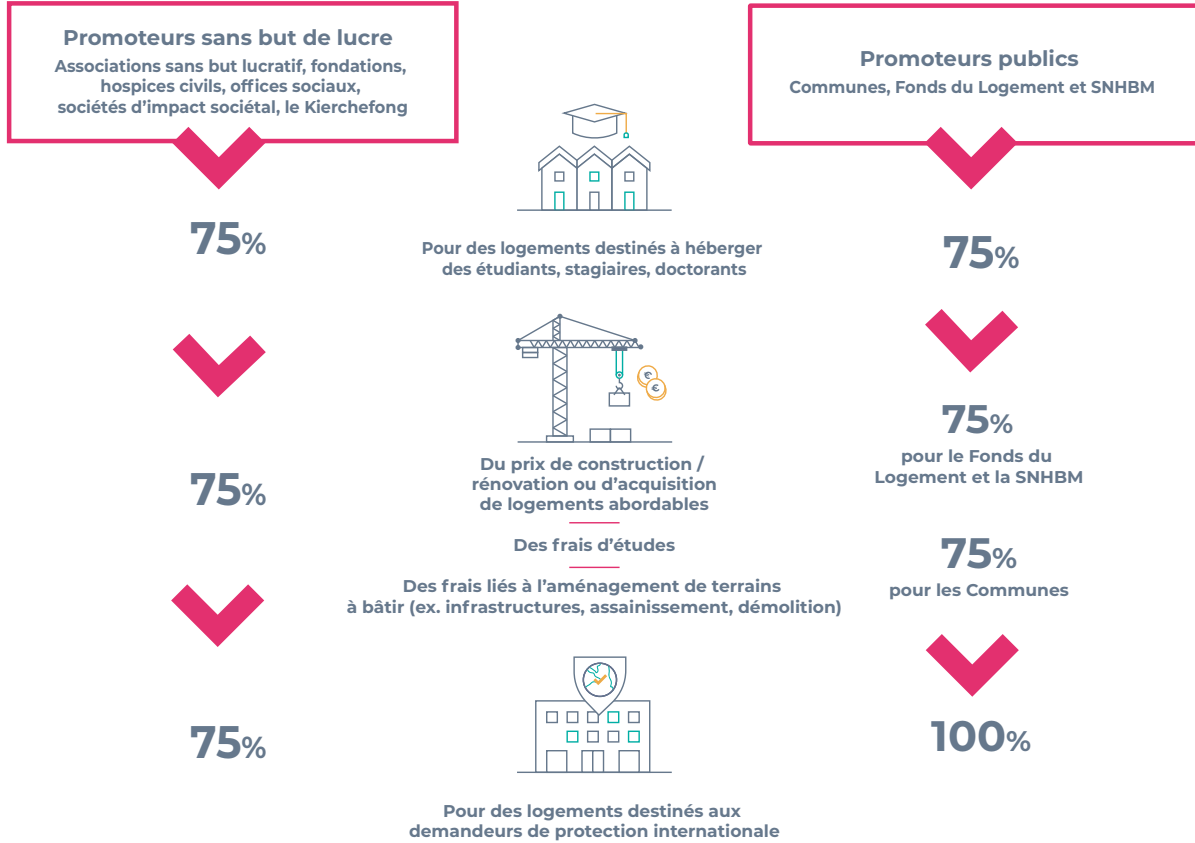 Promoteurs sans but de lucre
Associations sans but lucratif, fondations,
hospices civils, offices sociaux,
sociétés d'impact sociétal, le Kierchefong
Promoteurs publics
Communes, Fonds du Logement et SNHBM
75%
Pour des logements destinés à héberger
des étudiants, stagiaires, doctorants
75%
75%
Du prix de construction /
rénovation ou d'acquisition
de logements abordables
Des frais d'études
Des frais liés à l'aménagement de terrains
à bâtir (ex. infrastructures, assainissement, démolition)
75%
pour le Fonds du
Logement et la SNHBM
75%
pour les Communes
75%
Pour des logements destinés aux
demandeurs de protection internationale
100%